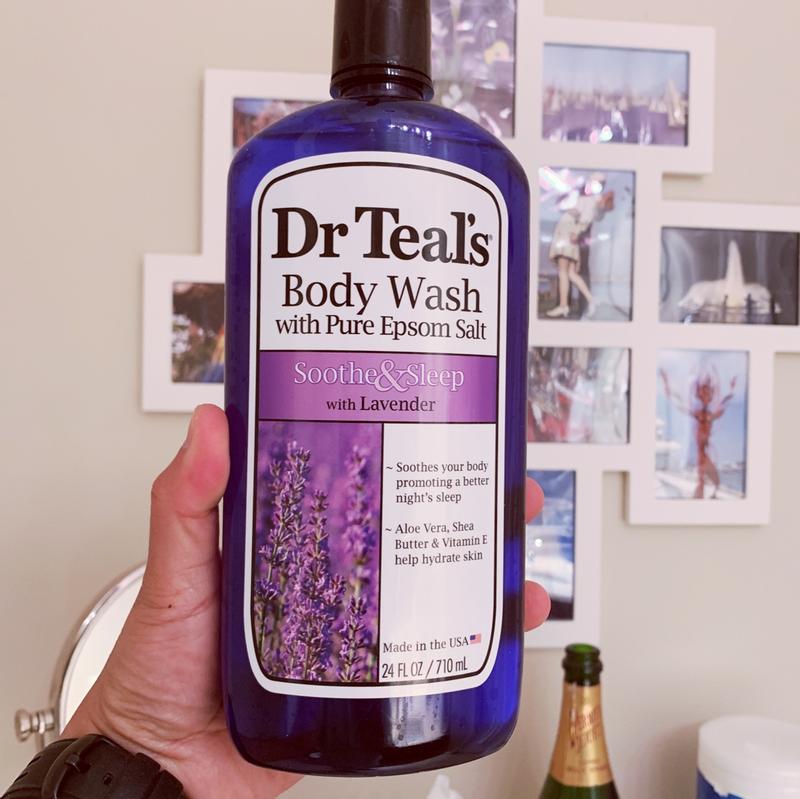 Dr Teal's®
Body Wash
with Pure Epsom Salt
Soothe&Sleep
with Lavender
~ Soothes your body
promoting a better
night's sleep
~ Aloe Vera, Shea
Butter & Vitamin E
help hydrate skin
Made in the USA
24 FL OZ / 710 mL